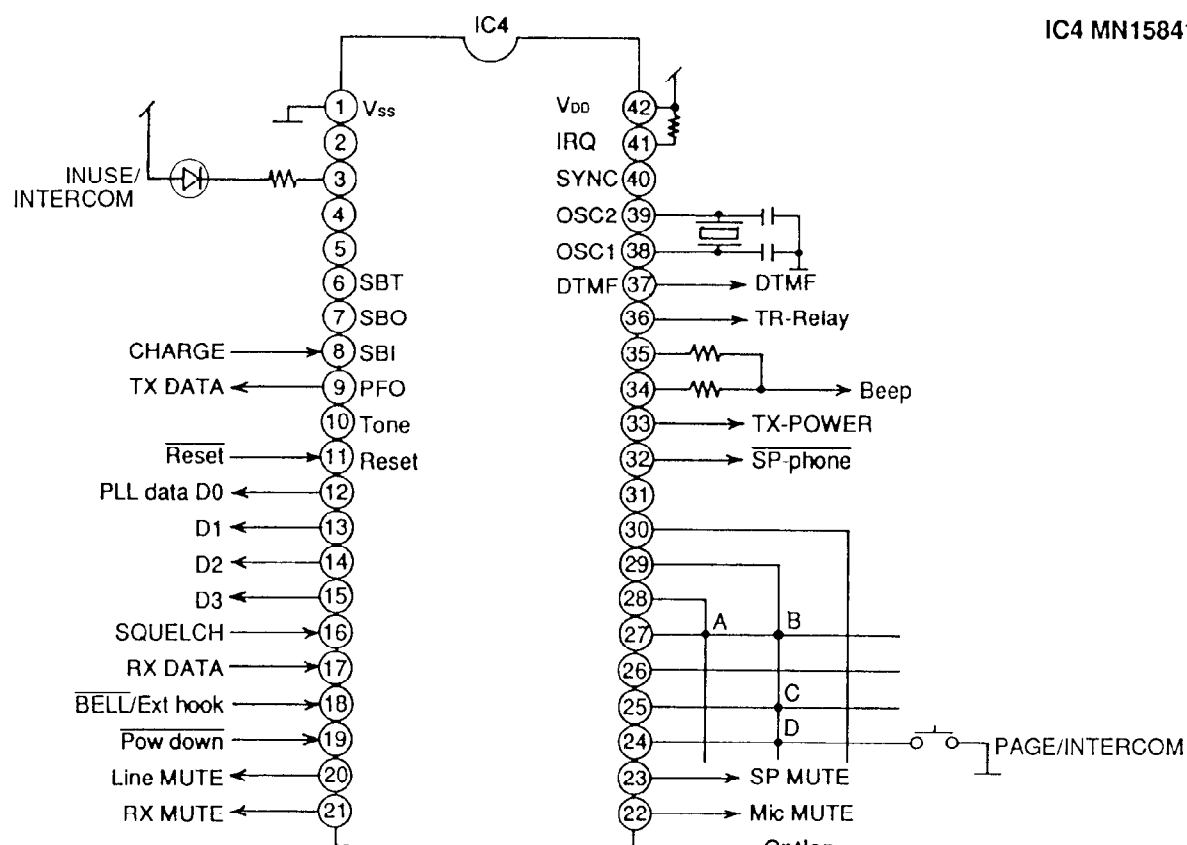 IC4
IC4 MN15841
1 Vss
2
INUSE/
INTERCOM
3
4
5
6 SBT
7 SBO
CHARGE 8 SBI
TX DATA 9 PFO
10 Tone
Reset 11 Reset
PLL data D0 12
D1 13
D2 14
D3 15
SQUELCH 16
RX DATA 17
BELL/Ext hook 18
Pow down 19
Line MUTE 20
RX MUTE 21
VDD 42
IRQ 41
SYNC 40
OSC2 39
OSC1 38
DTMF 37 DTMF
36 TR-Relay
35
34 Beep
33 TX-POWER
32 SP-phone
31
30
29
28
A B
27
26
C
25
D
24 PAGE/INTERCOM
23 SP MUTE
22 Mic MUTE